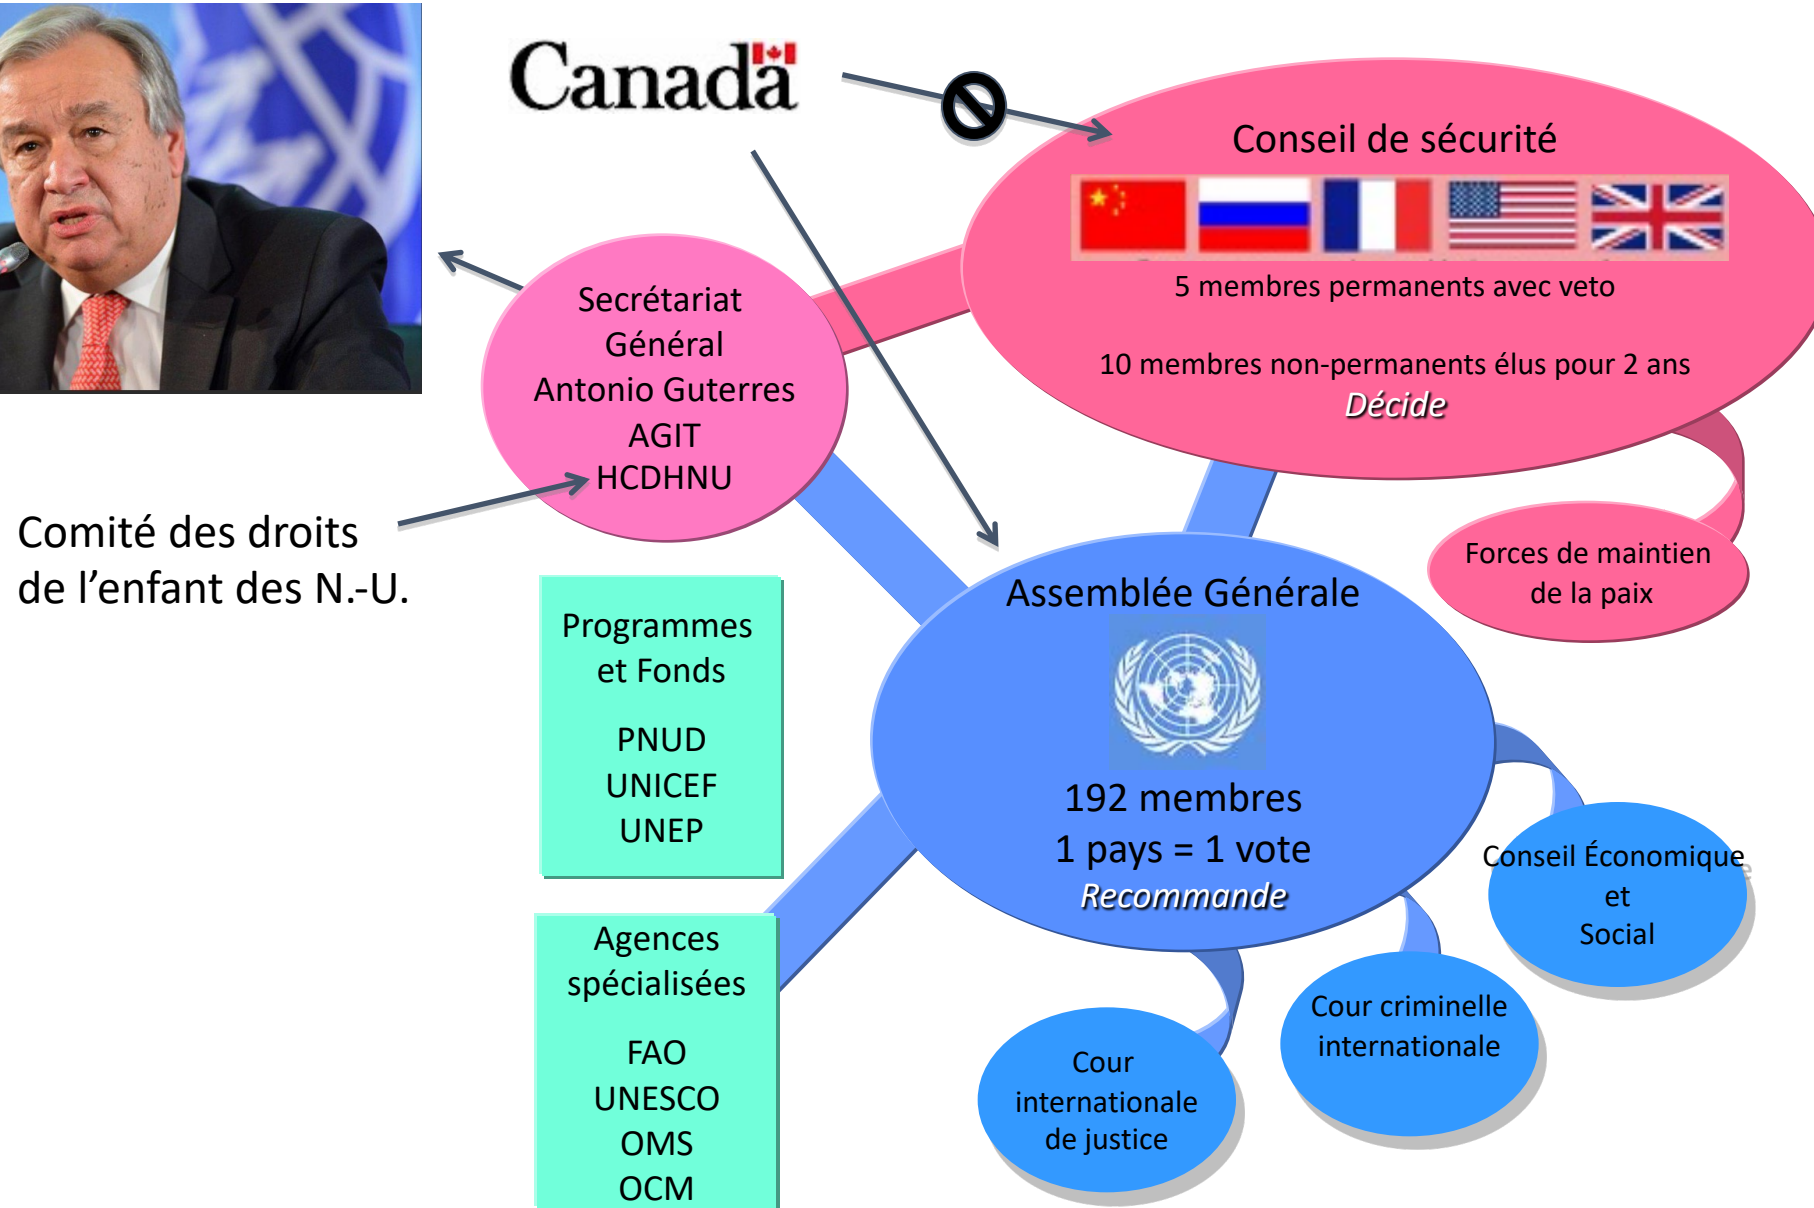 Canada
Conseil de sécurité
5 membres permanents avec veto
10 membres non-permanents élus pour 2 ans
Décide
Secrétariat
Général
Antonio Guterres
AGIT
HCDHNU
Comité des droits
de l’enfant des N.-U.
Forces de maintien
de la paix
Programmes
et Fonds
PNUD
UNICEF
UNEP
Assemblée Générale
192 membres
1 pays = 1 vote
Recommande
Conseil Économique
et
Social
Agences
spécialisées
FAO
UNESCO
OMS
OCM
Cour criminelle
internationale
Cour
internationale
de justice